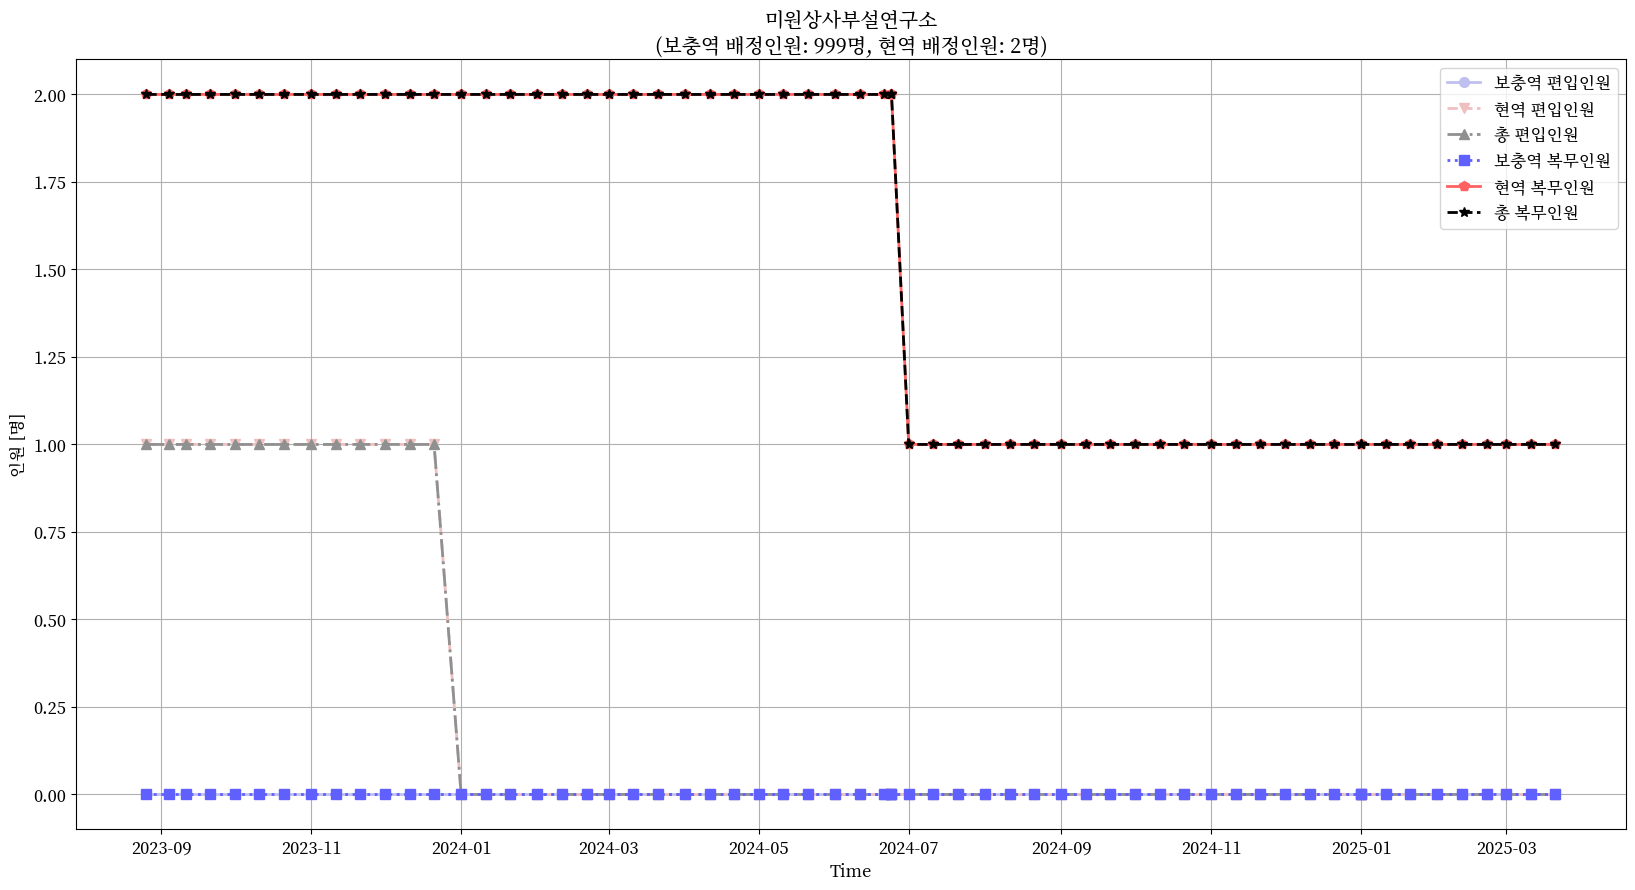 미원상사부설연구소
(보충역 배정인원: 999명, 현역 배정인원: 2명)
보충역 편입인원
현역 편입인원
총 편입인원
보충역 복무인원
현역 복무인원
총 복무인원
인원 [명]
2.00
1.75
1.50
1.25
1.00
0.75
0.50
0.25
0.00
2023-09
2023-11
2024-01
2024-03
2024-05
2024-07
2024-09
2024-11
2025-01
2025-03
Time